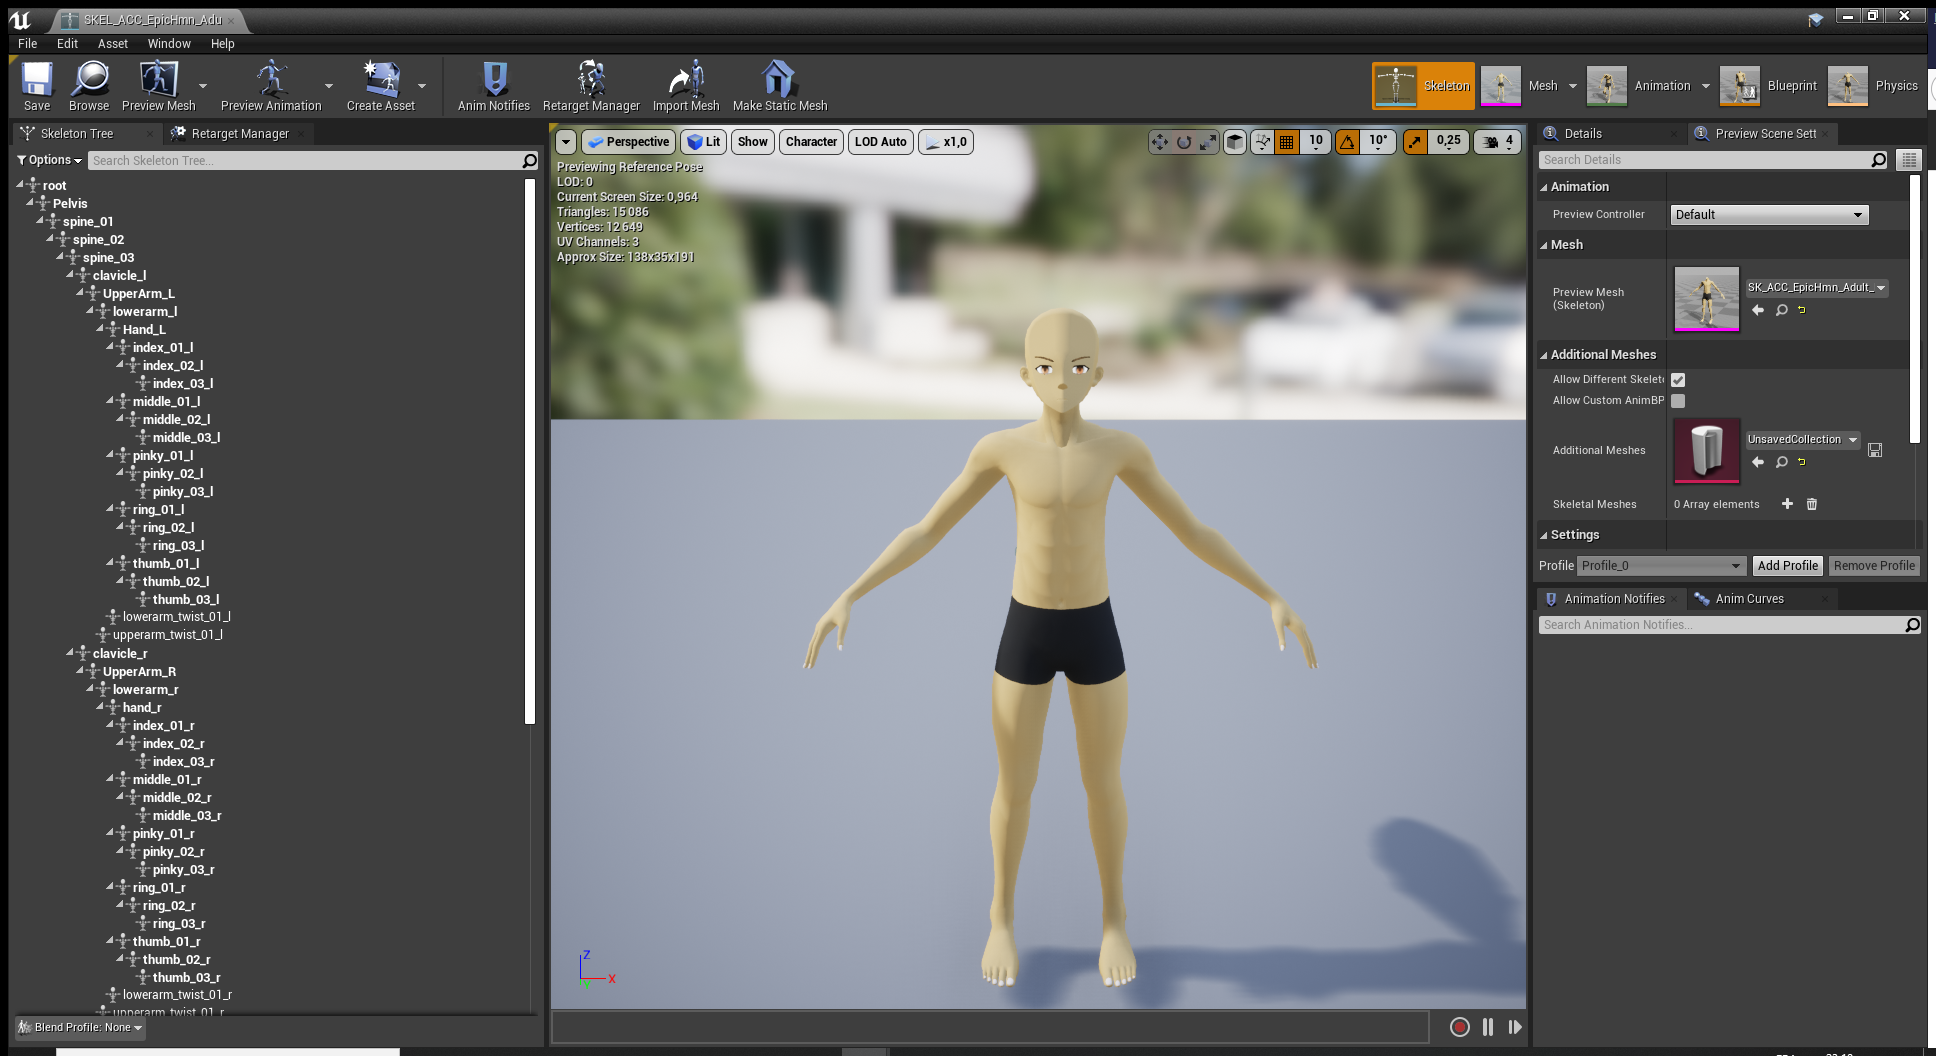 SKEL_ACC_EpicHmn_Adu
File Edit Asset Window Help
Save Browse Preview Mesh Preview Animation Create Asset Anim Notifies Retarget Manager Import Mesh Make Static Mesh Skeleton Mesh Animation Blueprint Physics
Skeleton Tree Retarget Manager
Options Search Skeleton Tree...
root
Pelvis
spine_01
spine_02
spine_03
clavicle_l
UpperArm_L
lowerarm_l
Hand_L
index_01_l
index_02_l
index_03_l
middle_01_l
middle_02_l
middle_03_l
pinky_01_l
pinky_02_l
pinky_03_l
ring_01_l
ring_02_l
ring_03_l
thumb_01_l
thumb_02_l
thumb_03_l
lowerarm_twist_01_l
upperarm_twist_01_l
clavicle_r
UpperArm_R
lowerarm_r
hand_r
index_01_r
index_02_r
index_03_r
middle_01_r
middle_02_r
middle_03_r
pinky_01_r
pinky_02_r
pinky_03_r
ring_01_r
ring_02_r
ring_03_r
thumb_01_r
thumb_02_r
thumb_03_r
lowerarm_twist_01_r
upperarm_twist_01_r
Blend Profile: None
Perspective Lit Show Character LOD Auto x1,0 10 10° 0,25 4
Previewing Reference Pose
LOD: 0
Current Screen Size: 0,964
Triangles: 15 086
Vertices: 12 649
UV Channels: 3
Approx Size: 138x35x191
Z
X
Y
Details Preview Scene Sett
Search Details
Animation
Preview Controller Default
Mesh
Preview Mesh (Skeleton) SK_ACC_EpicHmn_Adult_
Additional Meshes
Allow Different Skelet
Allow Custom AnimBP
Additional Meshes UnsavedCollection
Skeletal Meshes 0 Array elements
Settings
Profile Profile_0 Add Profile Remove Profile
Animation Notifies Anim Curves
Search Animation Notifies...